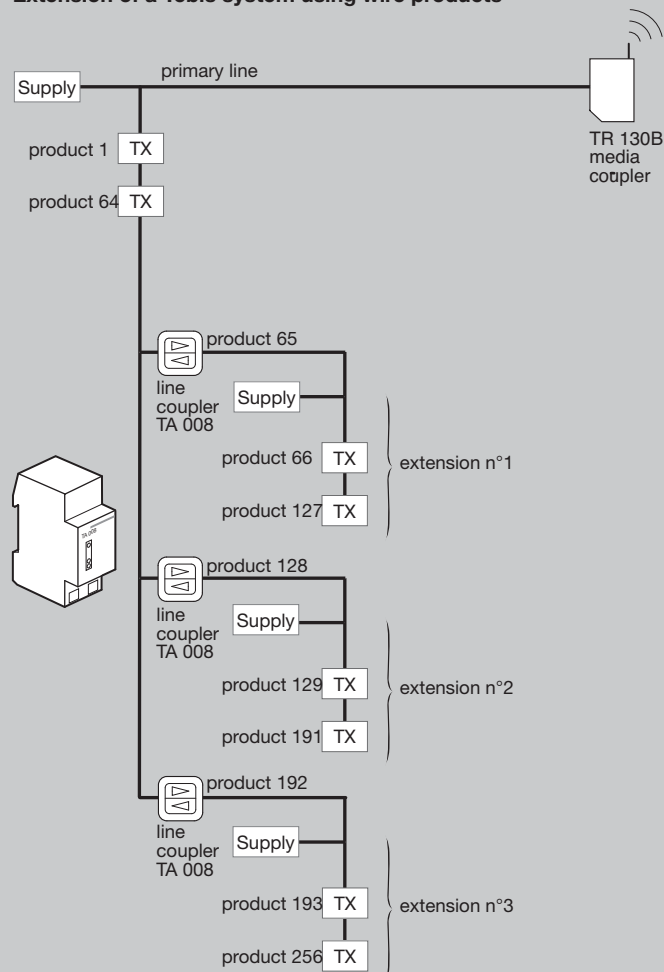 Extension of a Tebis system using wire products
primary line
Supply
TR 130B
media
coupler
product 1 TX
product 64 TX
product 65
line
coupler
TA 008
Supply
product 66 TX
product 127 TX
extension n°1
TA 008
product 128
line
coupler
TA 008
Supply
product 129 TX
product 191 TX
extension n°2
product 192
line
coupler
TA 008
Supply
product 193 TX
product 256 TX
extension n°3